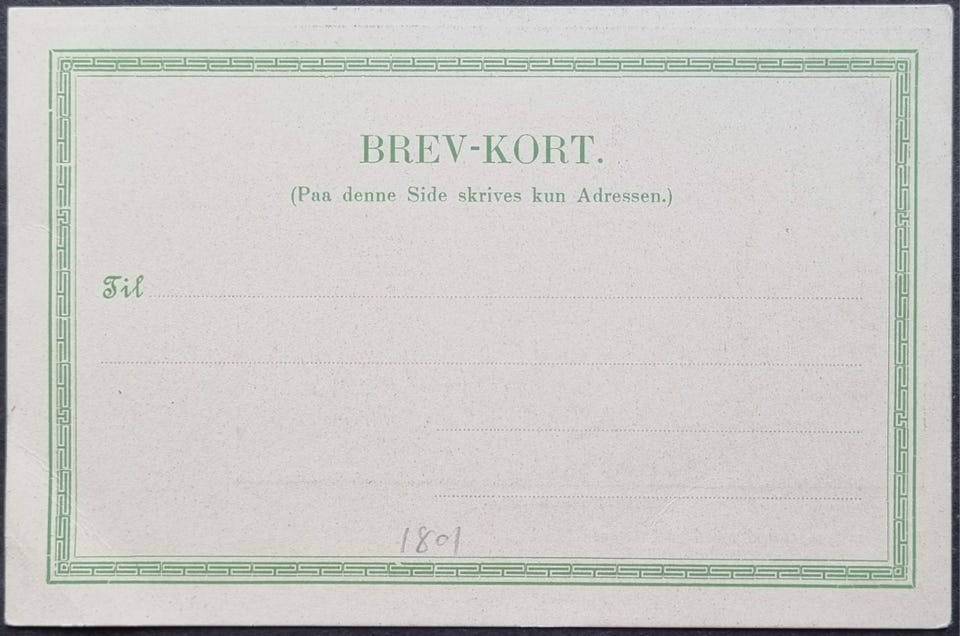 BREV-KORT.
(Paa denne Side skrives kun Adressen.)
Til
1801